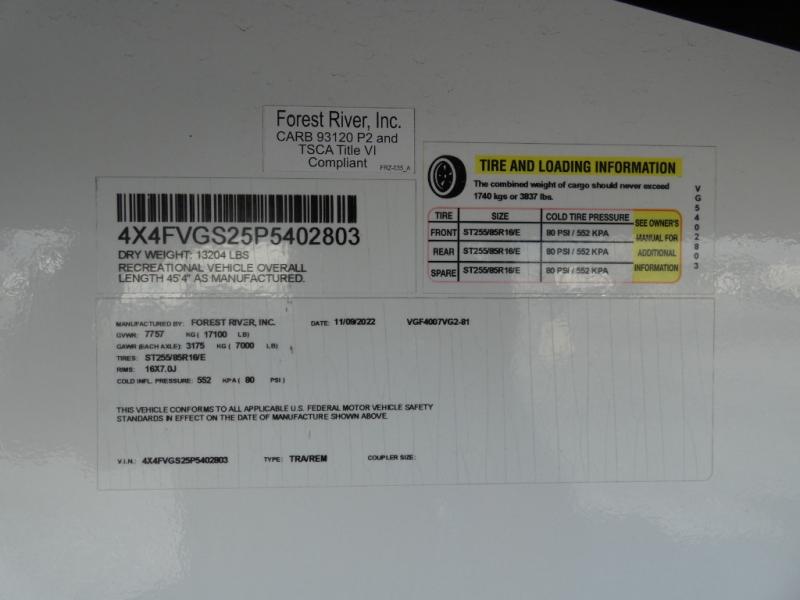 Forest River, Inc.
CARB 93120 P2 and
TSCA Title VI
Compliant
FRZ-035_A
4X4FVGS25P5402803
DRY WEIGHT: 13204 LBS
RECREATIONAL VEHICLE OVERALL
LENGTH 45'4" AS MANUFACTURED.
TIRE AND LOADING INFORMATION
The combined weight of cargo should never exceed
1740 kgs or 3837 lbs.
TIRE SIZE COLD TIRE PRESSURE
FRONT ST255/85R16/E 80 PSI / 552 KPA
REAR ST255/85R16/E 80 PSI / 552 KPA
SPARE ST255/85R16/E 80 PSI / 552 KPA
SEE OWNER'S
MANUAL FOR
ADDITIONAL
INFORMATION
VG5402803
MANUFACTURED BY: FOREST RIVER, INC. DATE: 11/09/2022 VGF4007VG2-81
GVWR: 7757 KG ( 17100 LB)
GAWR (EACH AXLE): 3175 KG ( 7000 LB)
TIRES: ST255/85R16/E
RIMS: 16X7.0J
COLD INFL. PRESSURE: 552 KPA ( 80 PSI )
THIS VEHICLE CONFORMS TO ALL APPLICABLE U.S. FEDERAL MOTOR VEHICLE SAFETY
STANDARDS IN EFFECT ON THE DATE OF MANUFACTURE SHOWN ABOVE.
V.I.N.: 4X4FVGS25P5402803 TYPE: TRA/REM COUPLER SIZE: